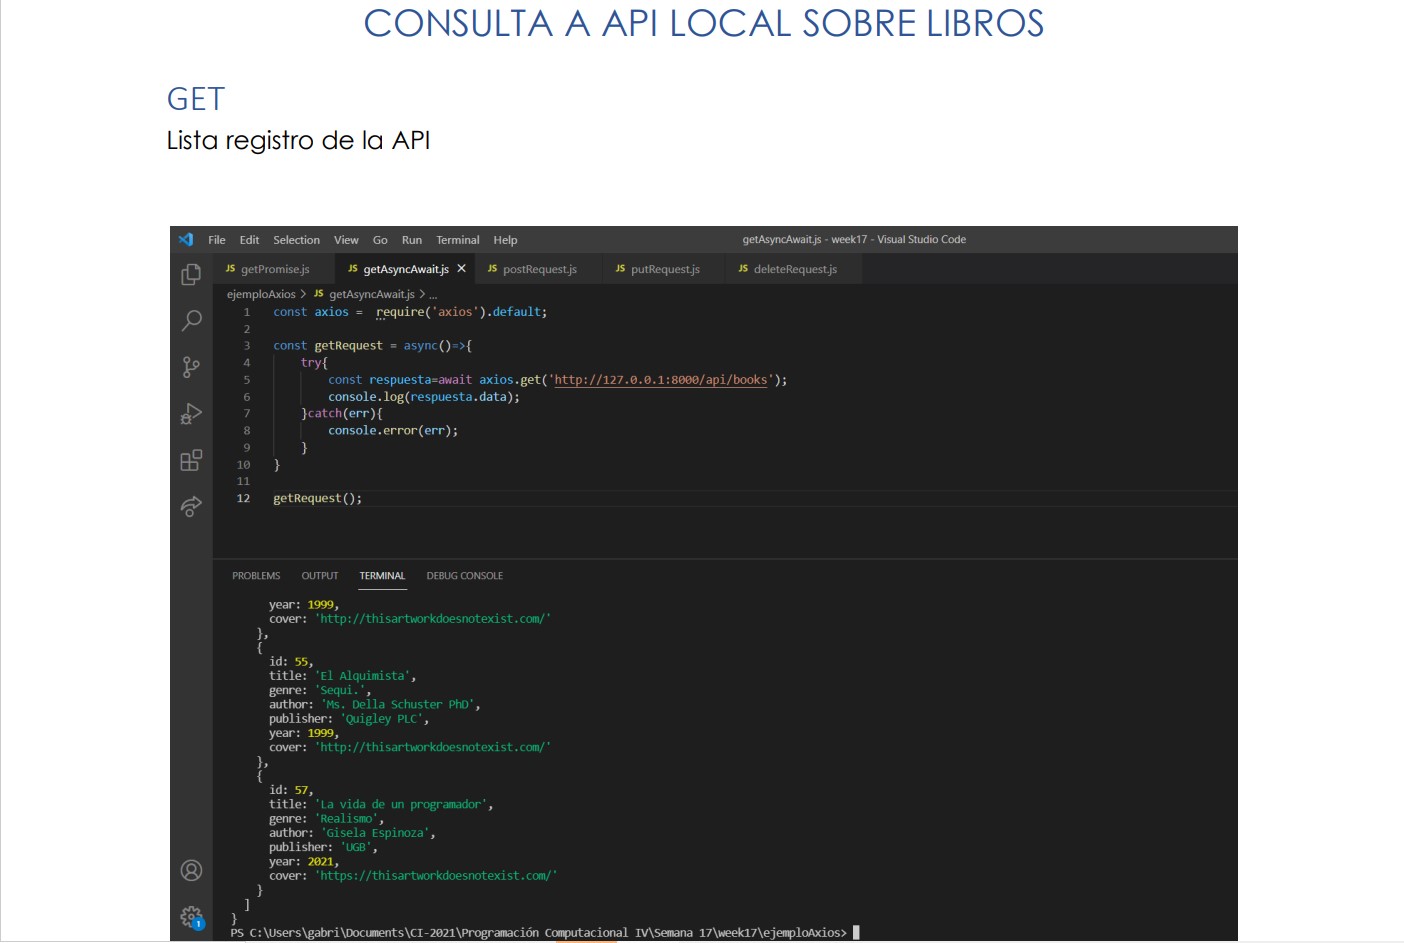 CONSULTA A API LOCAL SOBRE LIBROS
GET
Lista registro de la API
File Edit Selection View Go Run Terminal Help
getAsyncAwait.js - week17 - Visual Studio Code
JS getPromise.js JS getAsyncAwait.js X JS postRequest.js JS putRequest.js JS deleteRequest.js
ejemploAxios > JS getAsyncAwait.js > ...
1 const axios = require('axios').default;
2
3 const getRequest = async()=>{
4 try{
5 const respuesta=await axios.get('http://127.0.0.1:8000/api/books');
6 console.log(respuesta.data);
7 }catch(err){
8 console.error(err);
9 }
10 }
11
12 getRequest();
PROBLEMS OUTPUT TERMINAL DEBUG CONSOLE
year: 1999,
cover: 'http://thisartworkdoesnotexist.com/'
},
{
id: 55,
title: 'El Alquimista',
genre: 'Sequi.',
author: 'Ms. Della Schuster PhD',
publisher: 'Quigley PLC',
year: 1999,
cover: 'http://thisartworkdoesnotexist.com/'
},
{
id: 57,
title: 'La vida de un programador',
genre: 'Realismo',
author: 'Gisela Espinoza',
publisher: 'UGB',
year: 2021,
cover: 'https://thisartworkdoesnotexist.com/'
}
]
}
1
PS C:\Users\gabri\Documents\CI-2021\Programación Computacional IV\Semana 17\week17\ejemploAxios>